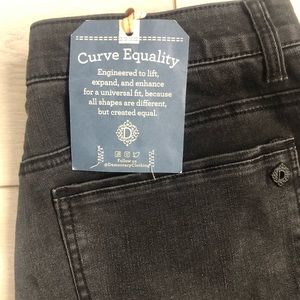 Curve Equality
Engineered to lift,
expand, and enhance
for a universal fit, because
all shapes are different,
but created equal.
D
Follow us
@DemocracyClothing
D